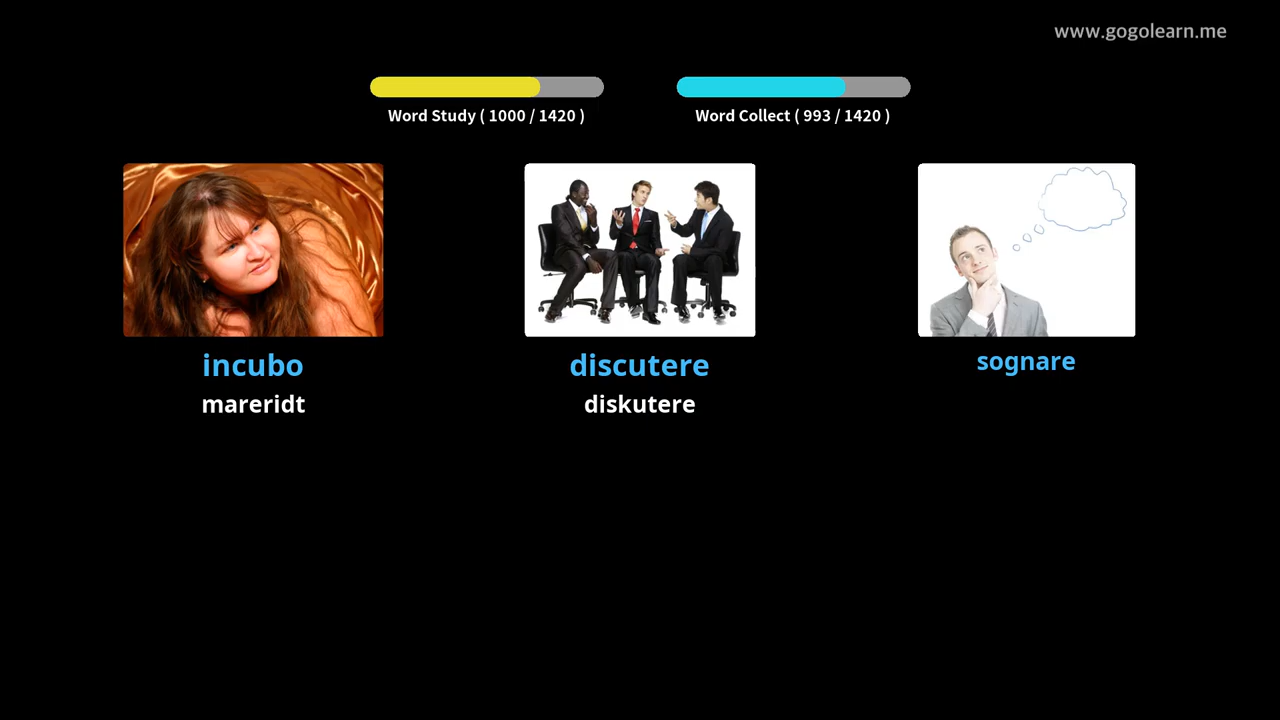 www.gogolearn.me
Word Study ( 1000 / 1420 )
Word Collect ( 993 / 1420 )
incubo
mareridt
discutere
diskutere
sognare